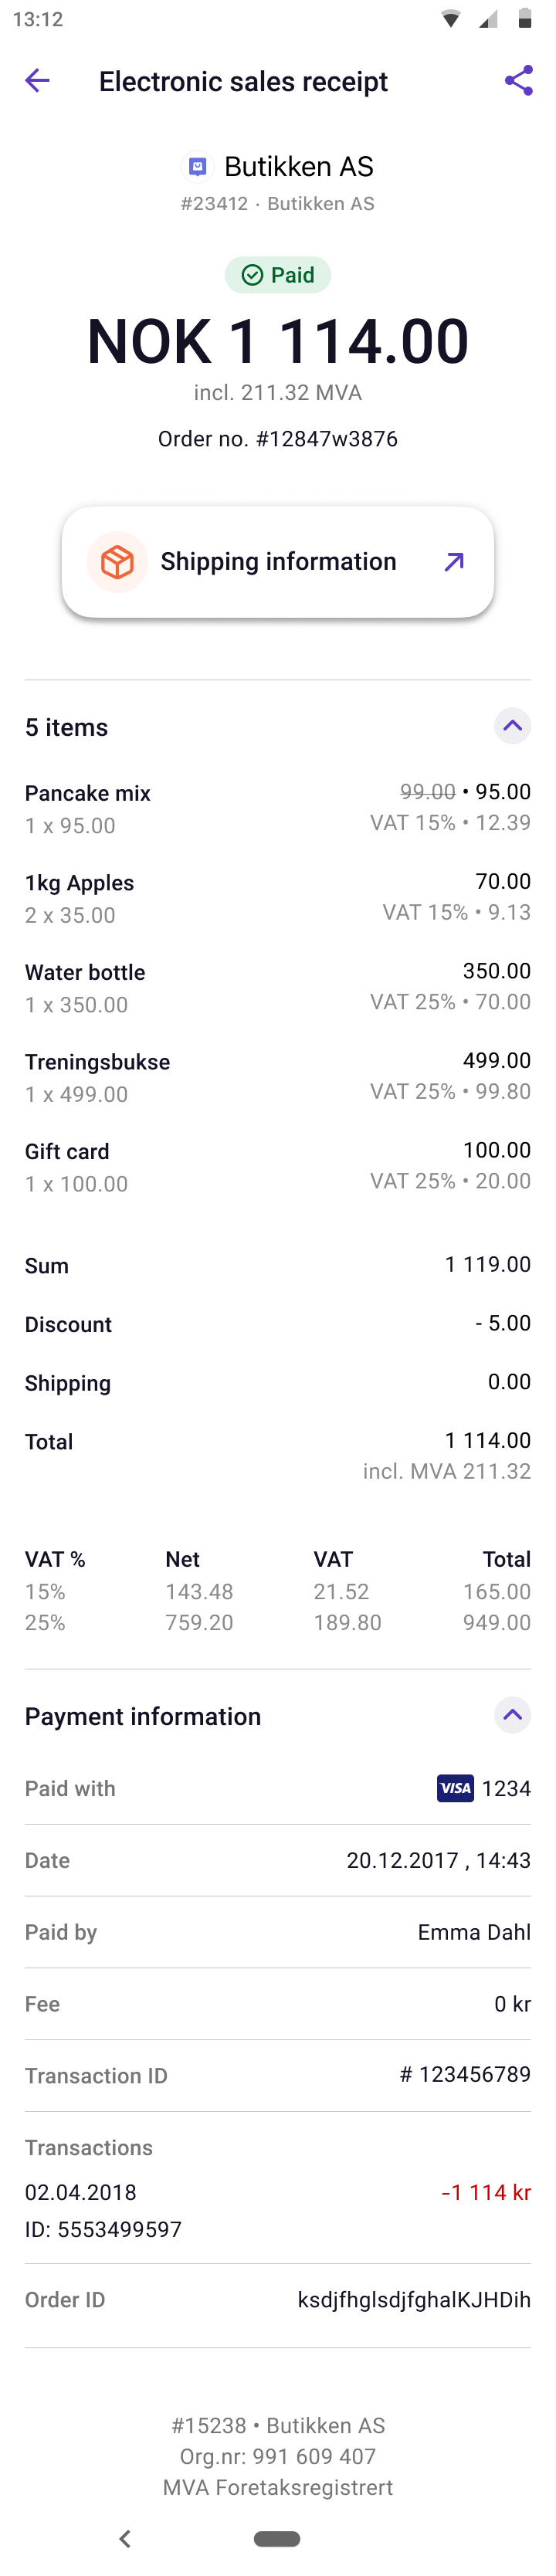 13:12
Electronic sales receipt
Butikken AS
#23412 · Butikken AS
Paid
NOK 1 114.00
incl. 211.32 MVA
Order no. #12847w3876
Shipping information
5 items
Pancake mix 99.00 • 95.00
1 x 95.00 VAT 15% • 12.39
1kg Apples 70.00
2 x 35.00 VAT 15% • 9.13
Water bottle 350.00
1 x 350.00 VAT 25% • 70.00
Treningsbukse 499.00
1 x 499.00 VAT 25% • 99.80
Gift card 100.00
1 x 100.00 VAT 25% • 20.00
Sum 1 119.00
Discount - 5.00
Shipping 0.00
Total 1 114.00
incl. MVA 211.32
VAT % Net VAT Total
15% 143.48 21.52 165.00
25% 759.20 189.80 949.00
Payment information
Paid with VISA 1234
Date 20.12.2017 , 14:43
Paid by Emma Dahl
Fee 0 kr
Transaction ID # 123456789
Transactions
02.04.2018 -1 114 kr
ID: 5553499597
Order ID ksdjfhglsdjfghalKJHDih
#15238 • Butikken AS
Org.nr: 991 609 407
MVA Foretaksregistrert